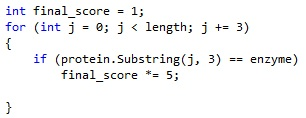 int final_score = 1;
for (int j = 0; j < length; j += 3)
{
    if (protein.Substring(j, 3) == enzyme)
        final_score *= 5;
}